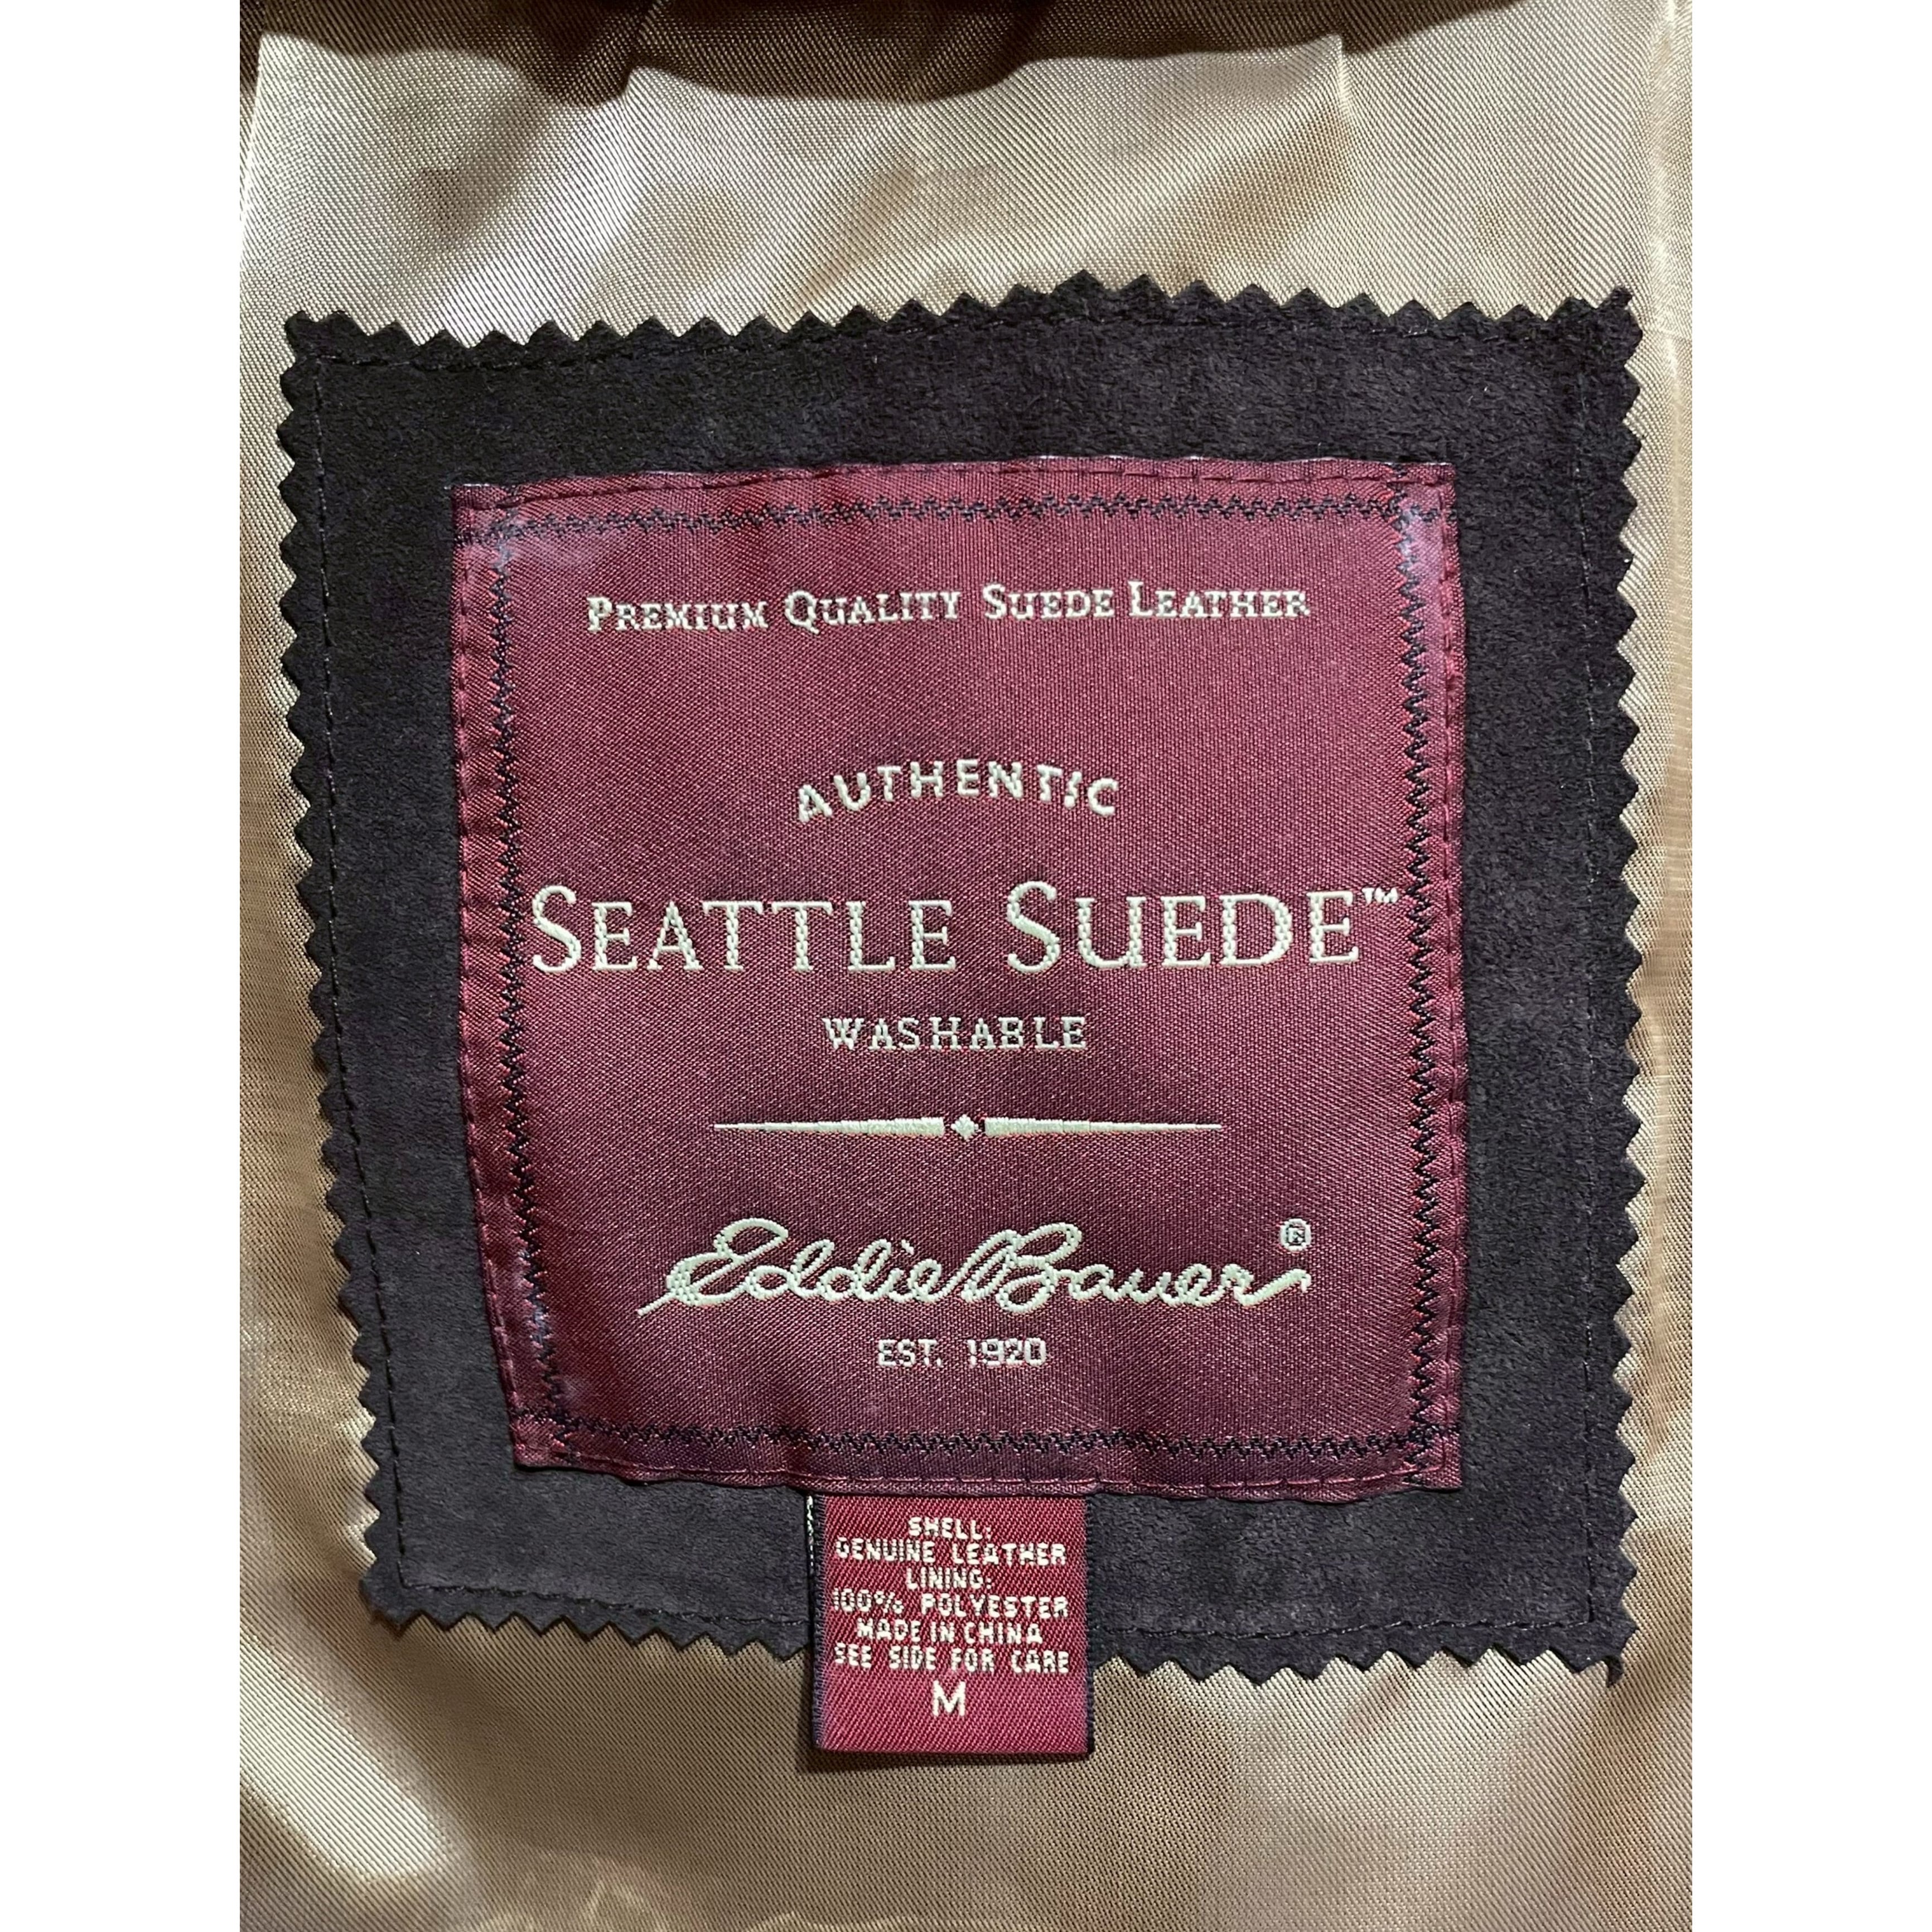 PREMIUM QUALITY SUEDE LEATHER
AUTHENTIC
SEATTLE SUEDE™
WASHABLE
Eddie Bauer®
EST. 1920
SHELL:
GENUINE LEATHER
LINING:
100% POLYESTER
MADE IN CHINA
SEE SIDE FOR CARE
M